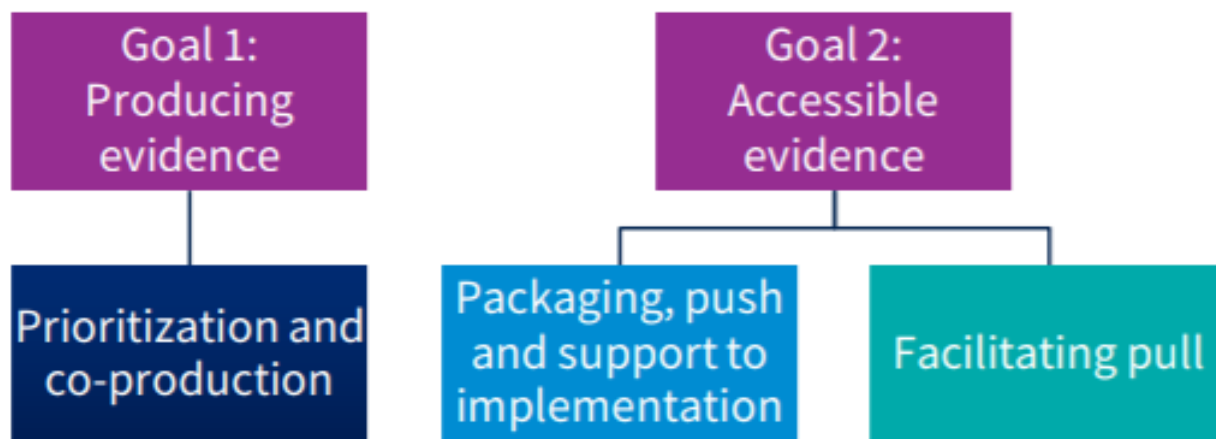 Goal 1:
Producing
evidence
Goal 2:
Accessible
evidence
Prioritization and
co-production
Packaging, push
and support to
implementation
Facilitating pull